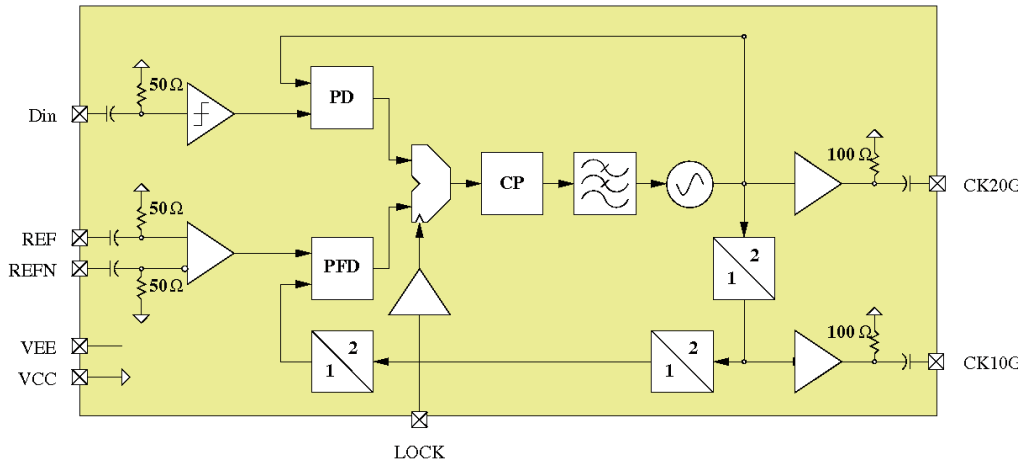 50 Ω
Din
PD
100 Ω
CK20G
CP
50 Ω
REF
REFN
50 Ω
PFD
2
1
100 Ω
VEE
VCC
2
1
2
1
CK10G
LOCK